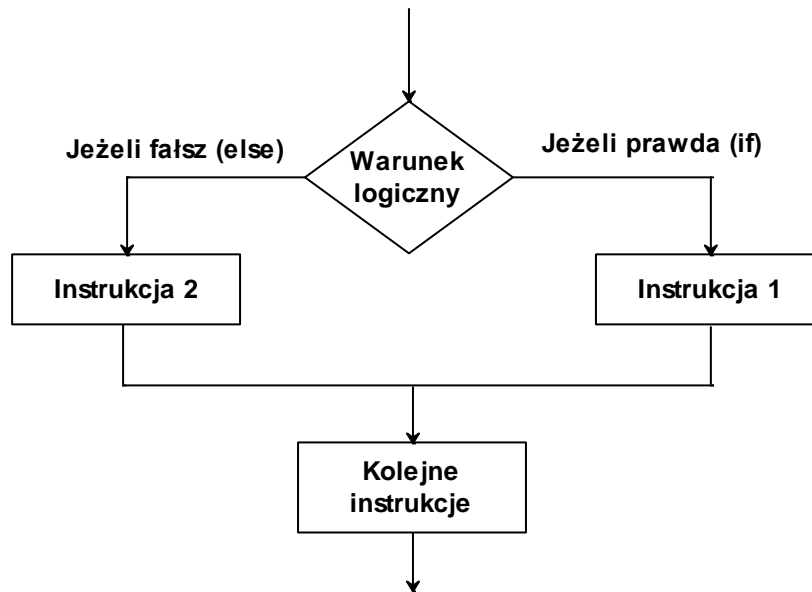 Jeżeli fałsz (else)
Jeżeli prawda (if)
Warunek
logiczny
Instrukcja 2
Instrukcja 1
Kolejne
instrukcje